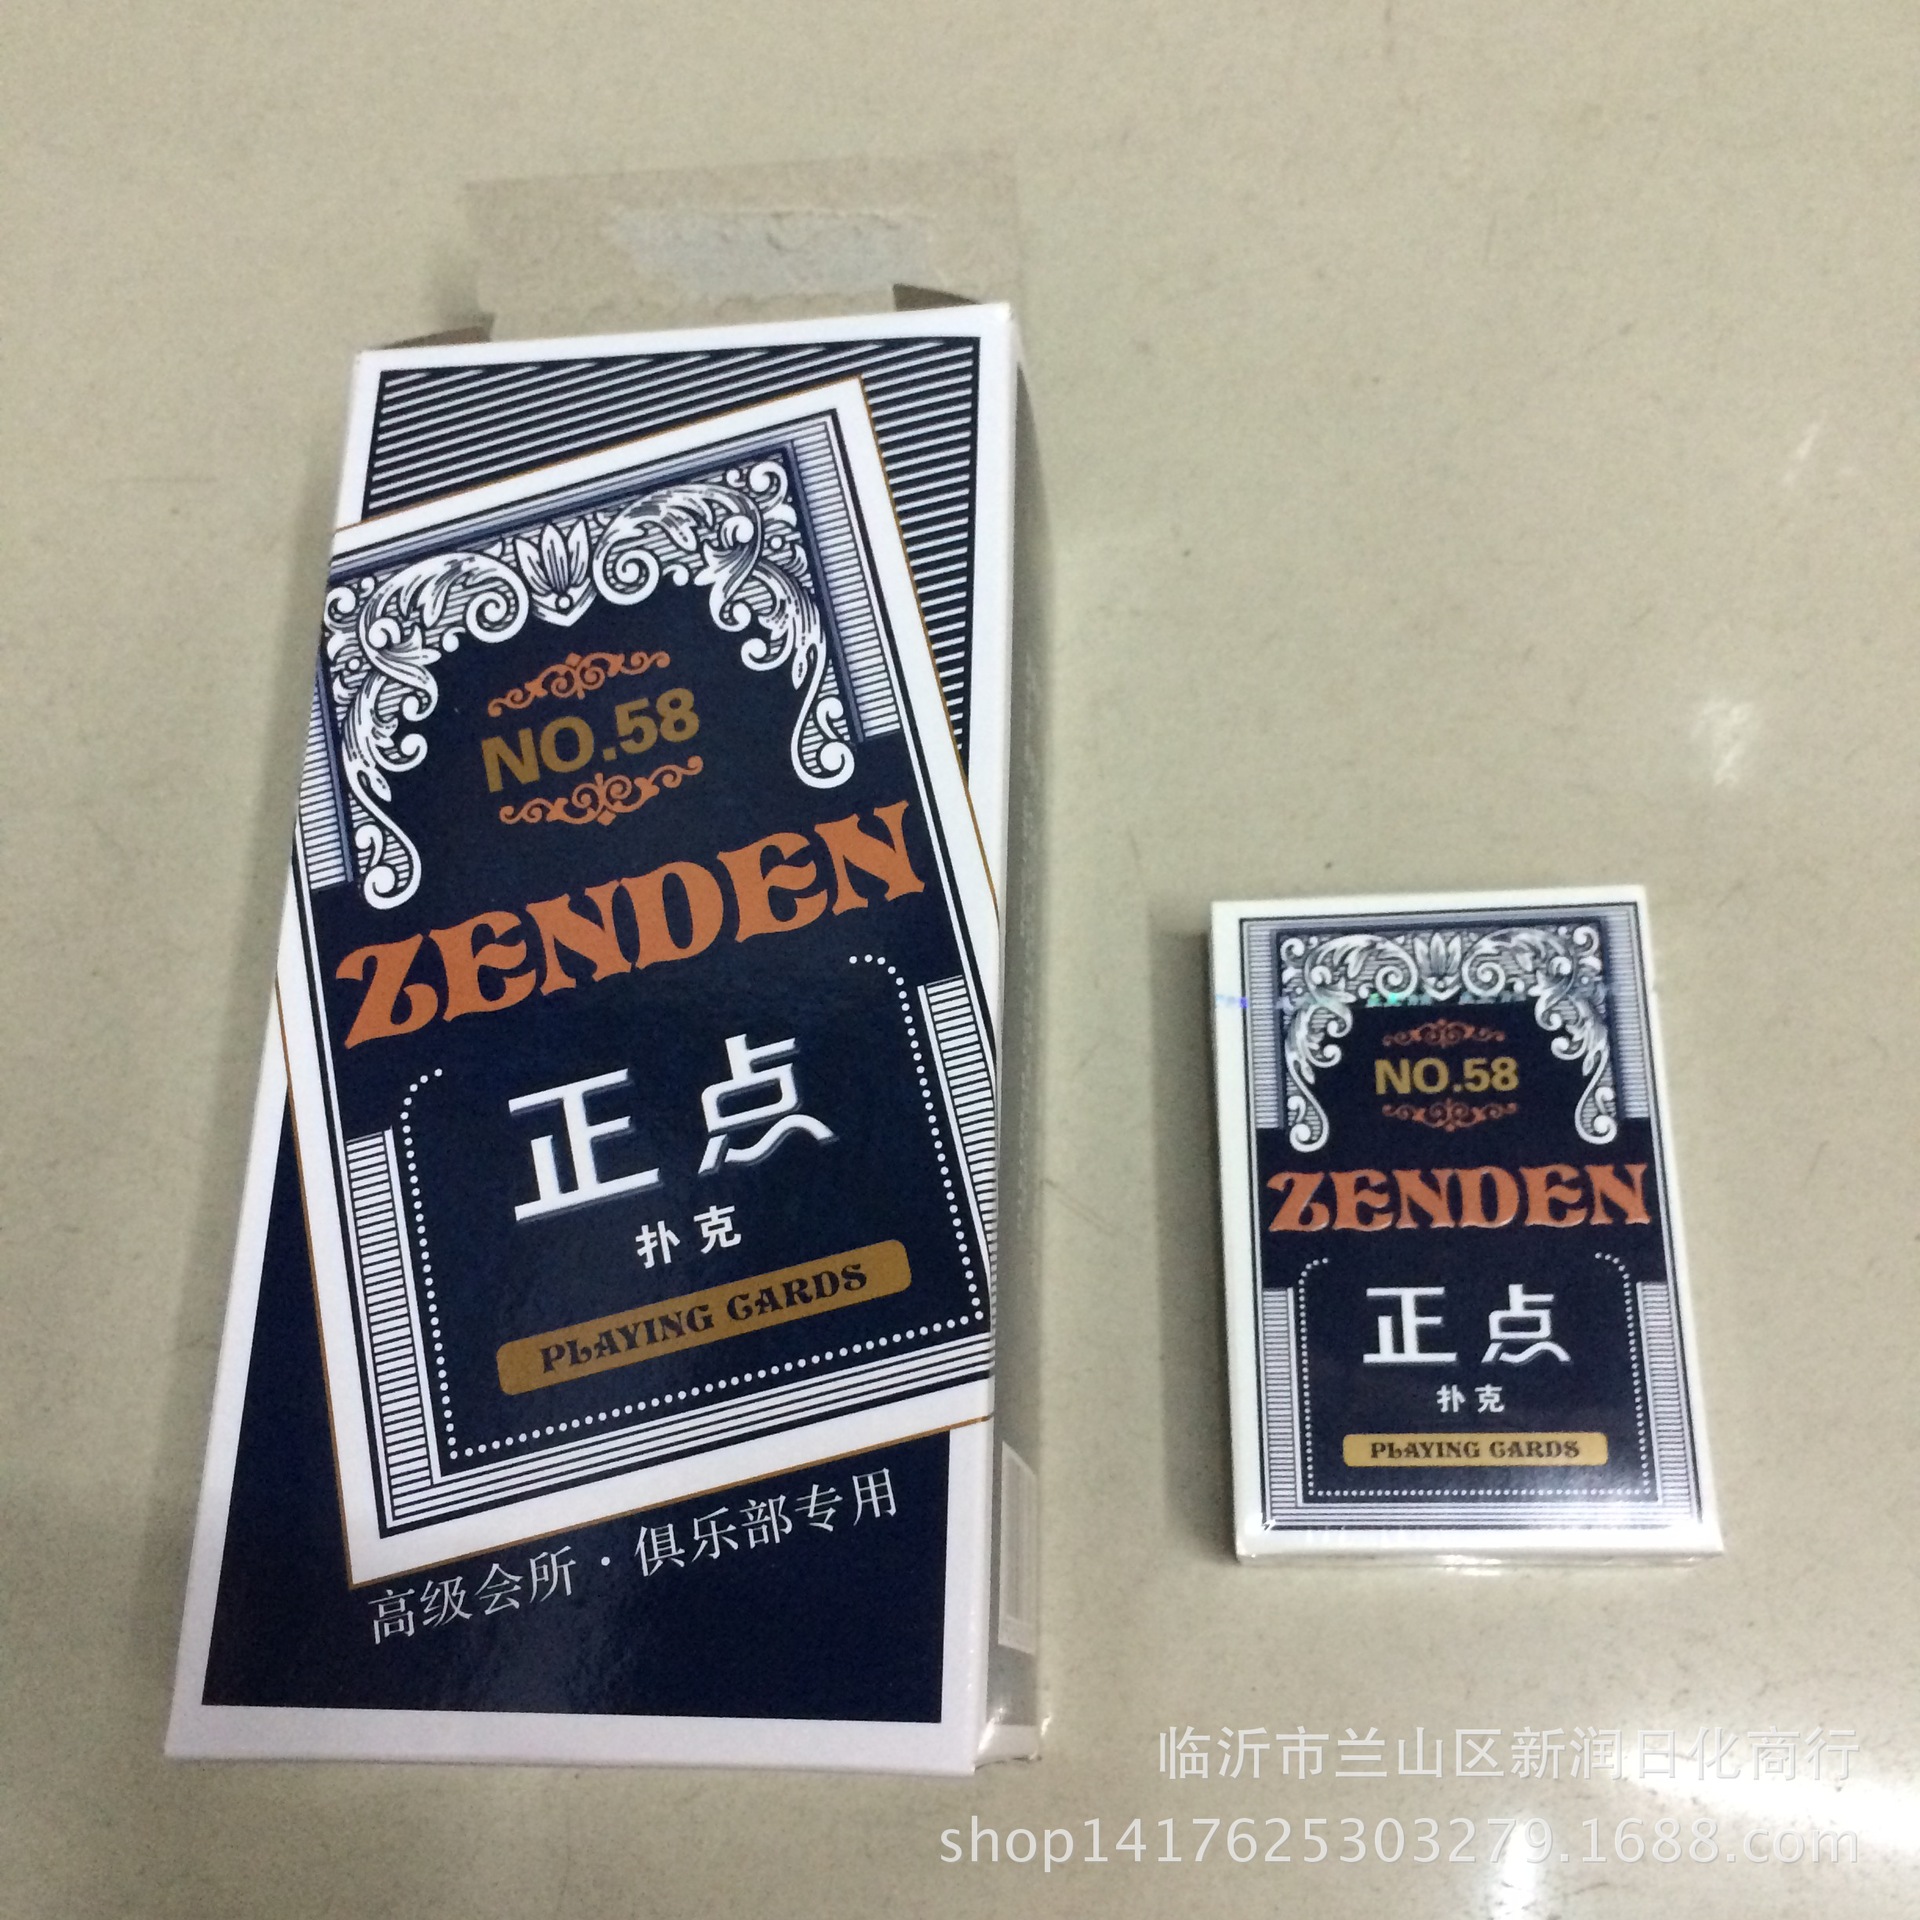 NO.58
ZENDEN
正点
扑克
PLAYING CARDS
高级会所·俱乐部专用
NO.58
ZENDEN
正点
扑克
PLAYING CARDS
临沂市兰山区新润日化商行
shop1417625303279.1688.com